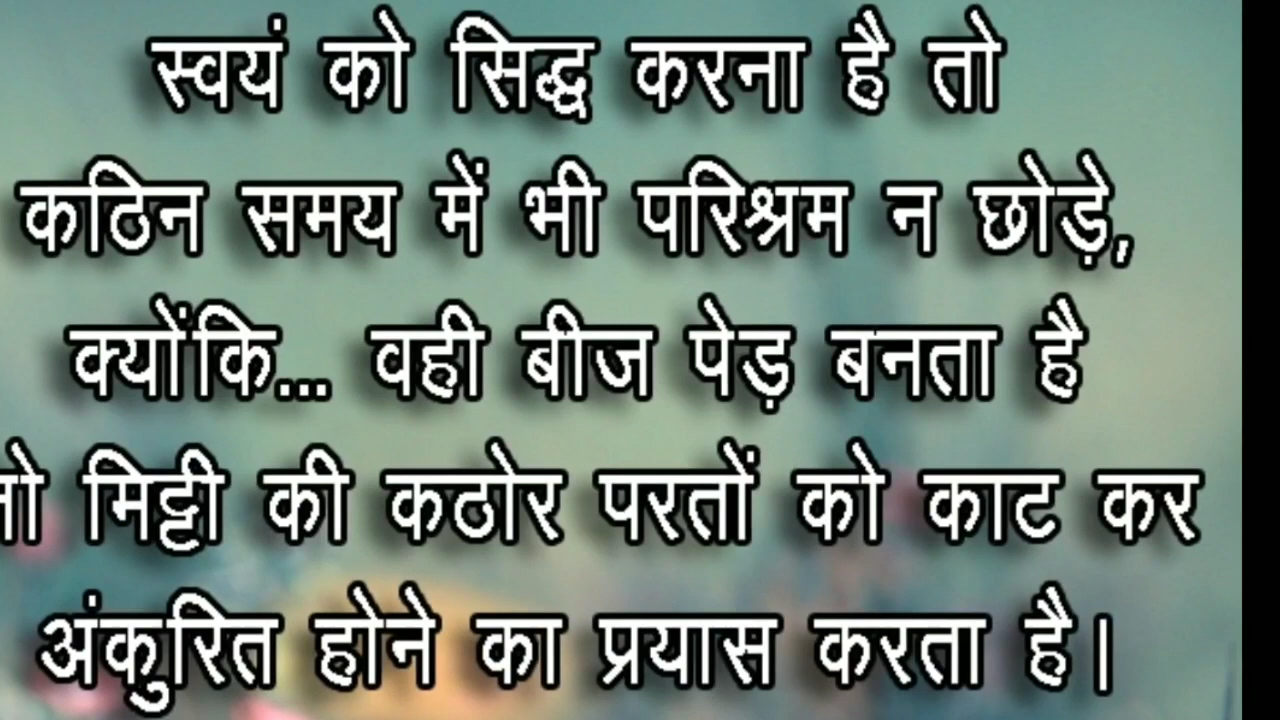 स्वयं को सिद्ध करना है तो
कठिन समय में भी परिश्रम न छोड़े,
क्योंकि... वही बीज पेड़ बनता है
जो मिट्टी की कठोर परतों को काट कर
अंकुरित होने का प्रयास करता है।